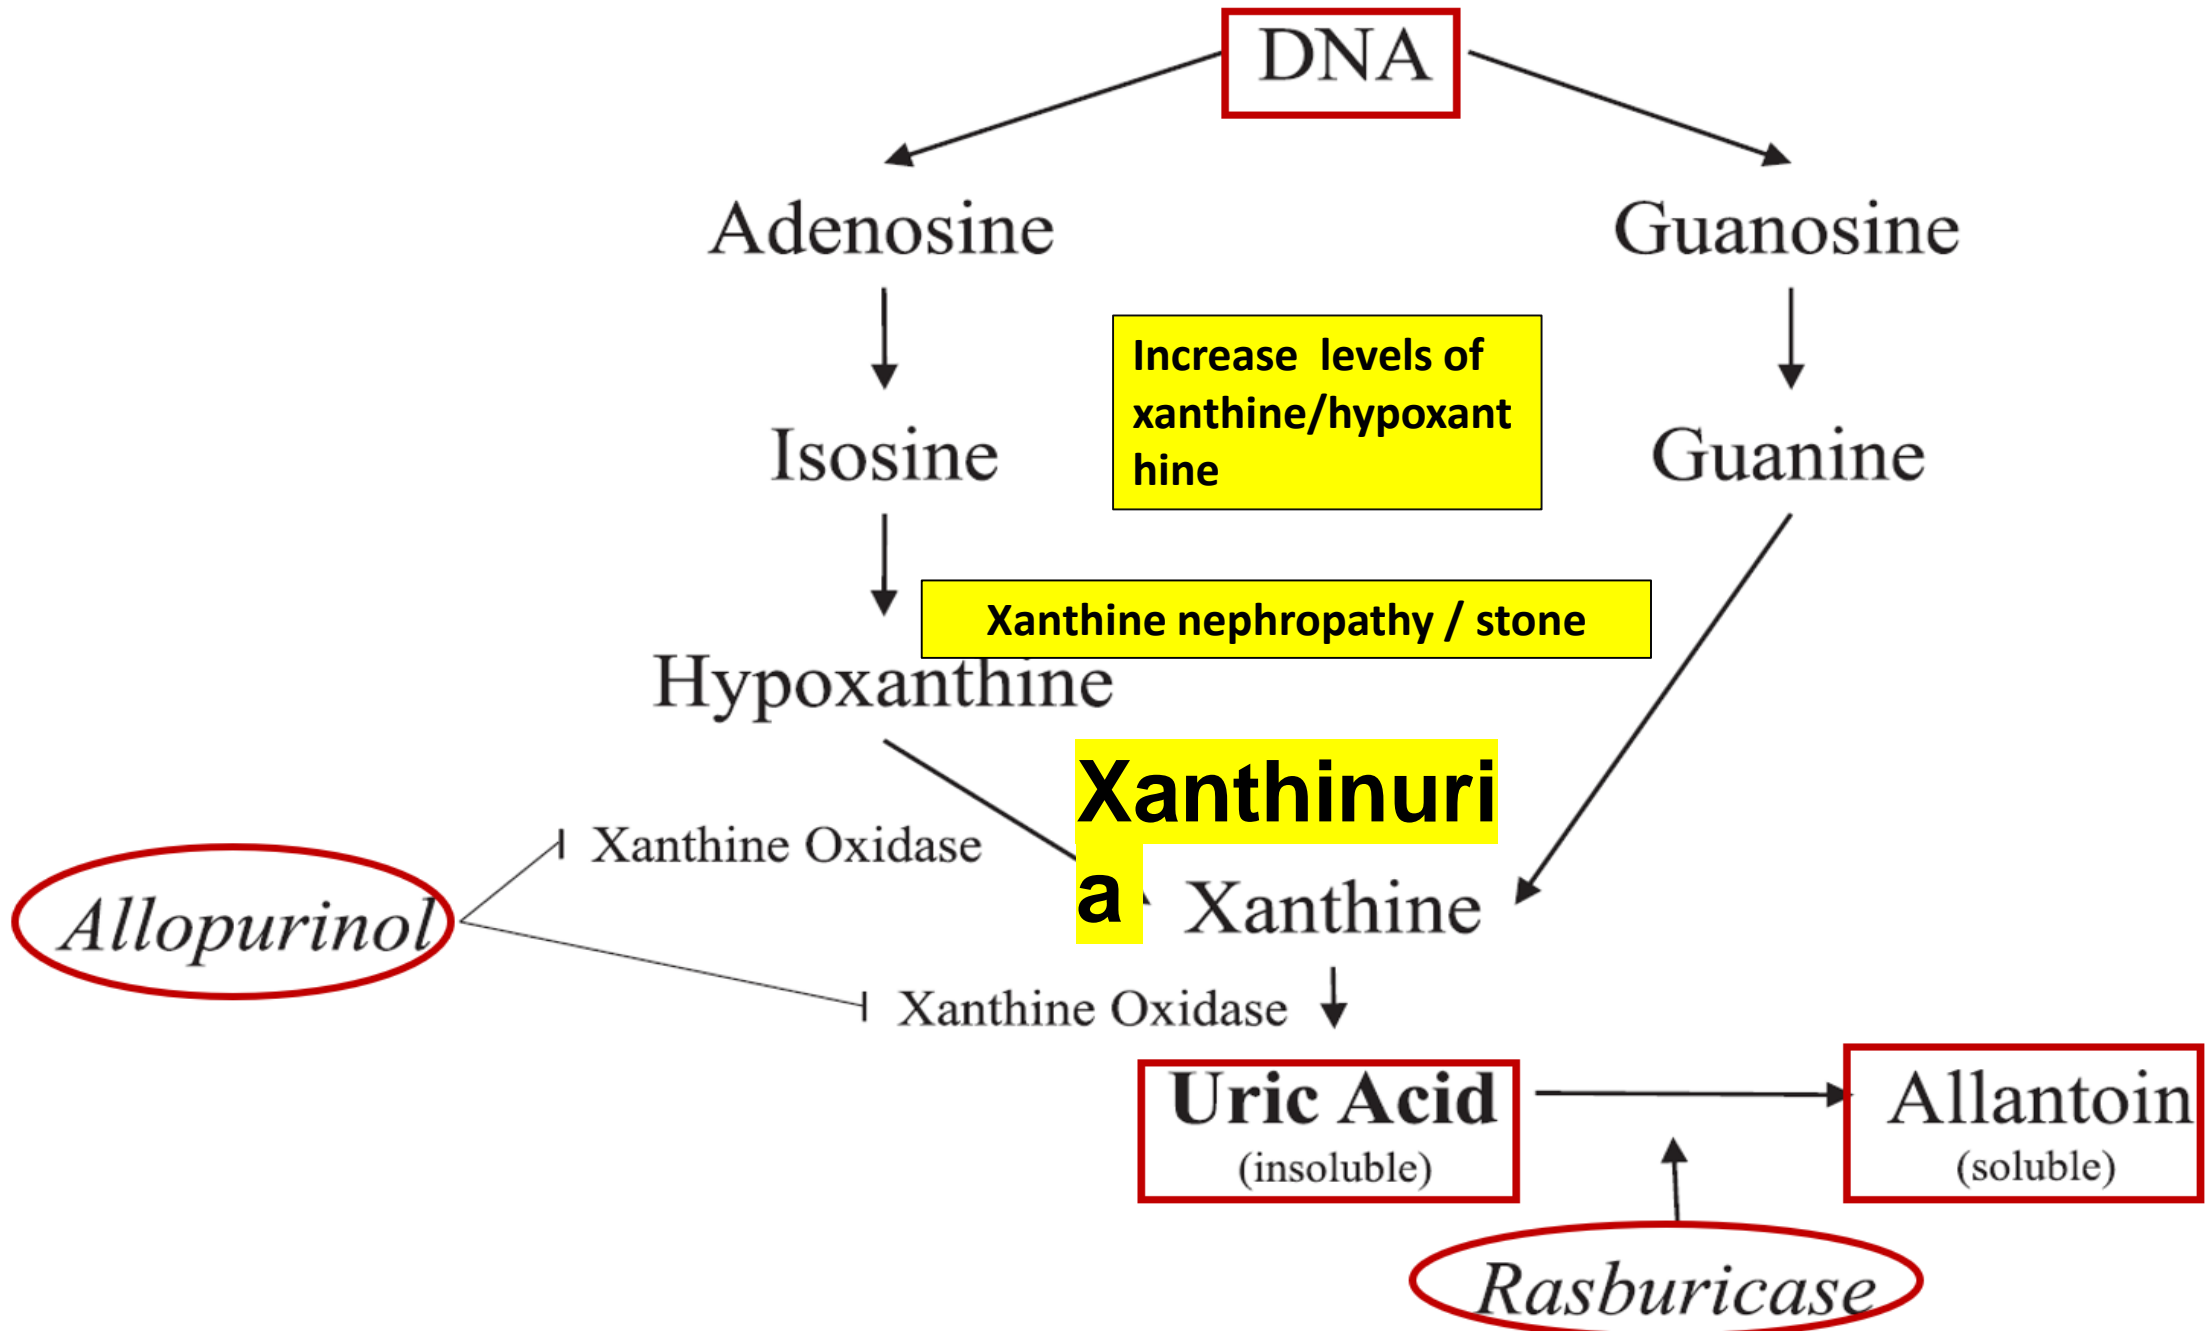 DNA
Adenosine
Guanosine
Increase levels of
xanthine/hypoxant
hine
Isosine
Guanine
Xanthine nephropathy / stone
Hypoxanthine
Xanthinuri
a
Xanthine Oxidase
Allopurinol
Xanthine
Xanthine Oxidase
Uric Acid
(insoluble)
Allantoin
(soluble)
Rasburicase